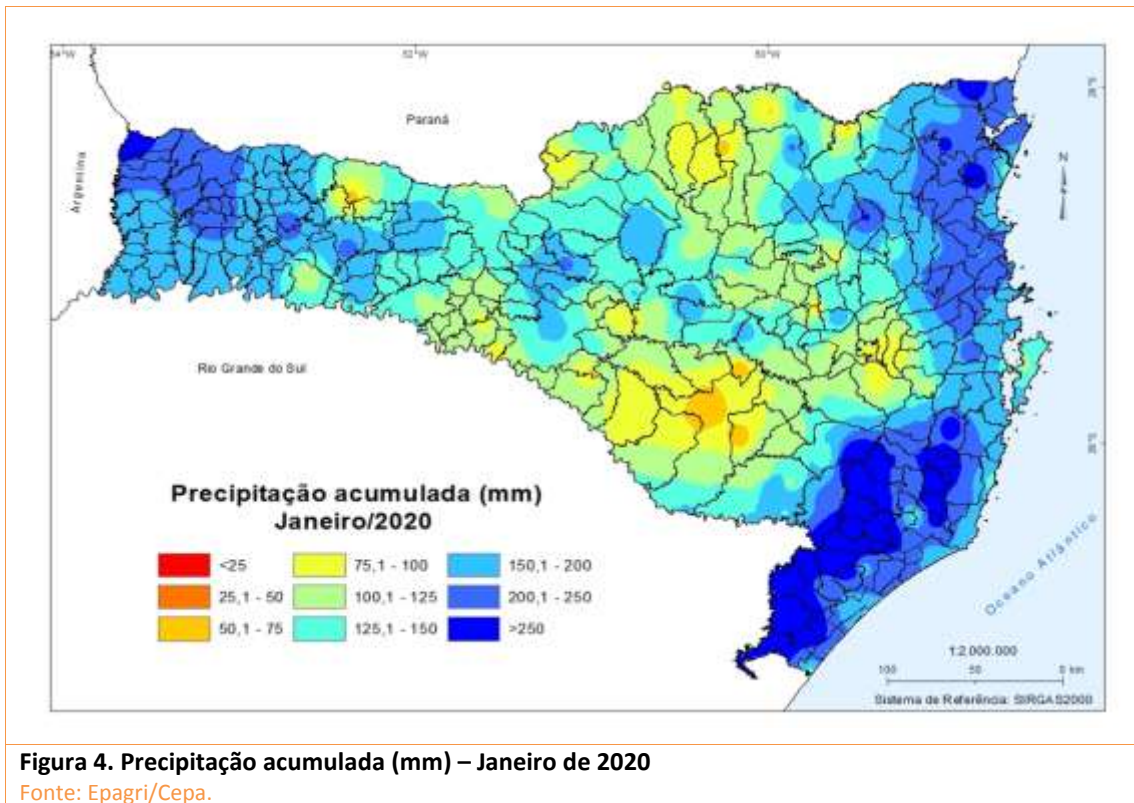 54°W
52°W
50°W
Paraná
26°S
Argentina
N
Rio Grande do Sul
28°S
Precipitação acumulada (mm)
Janeiro/2020
<25
75,1 - 100
150,1 - 200
25,1 - 50
100,1 - 125
200,1 - 250
50,1 - 75
125,1 - 150
>250
Oceano Atlântico
1:2.000.000
100 50 0 km
Sistema de Referência: SIRGAS2000
Figura 4. Precipitação acumulada (mm) – Janeiro de 2020
Fonte: Epagri/Cepa.